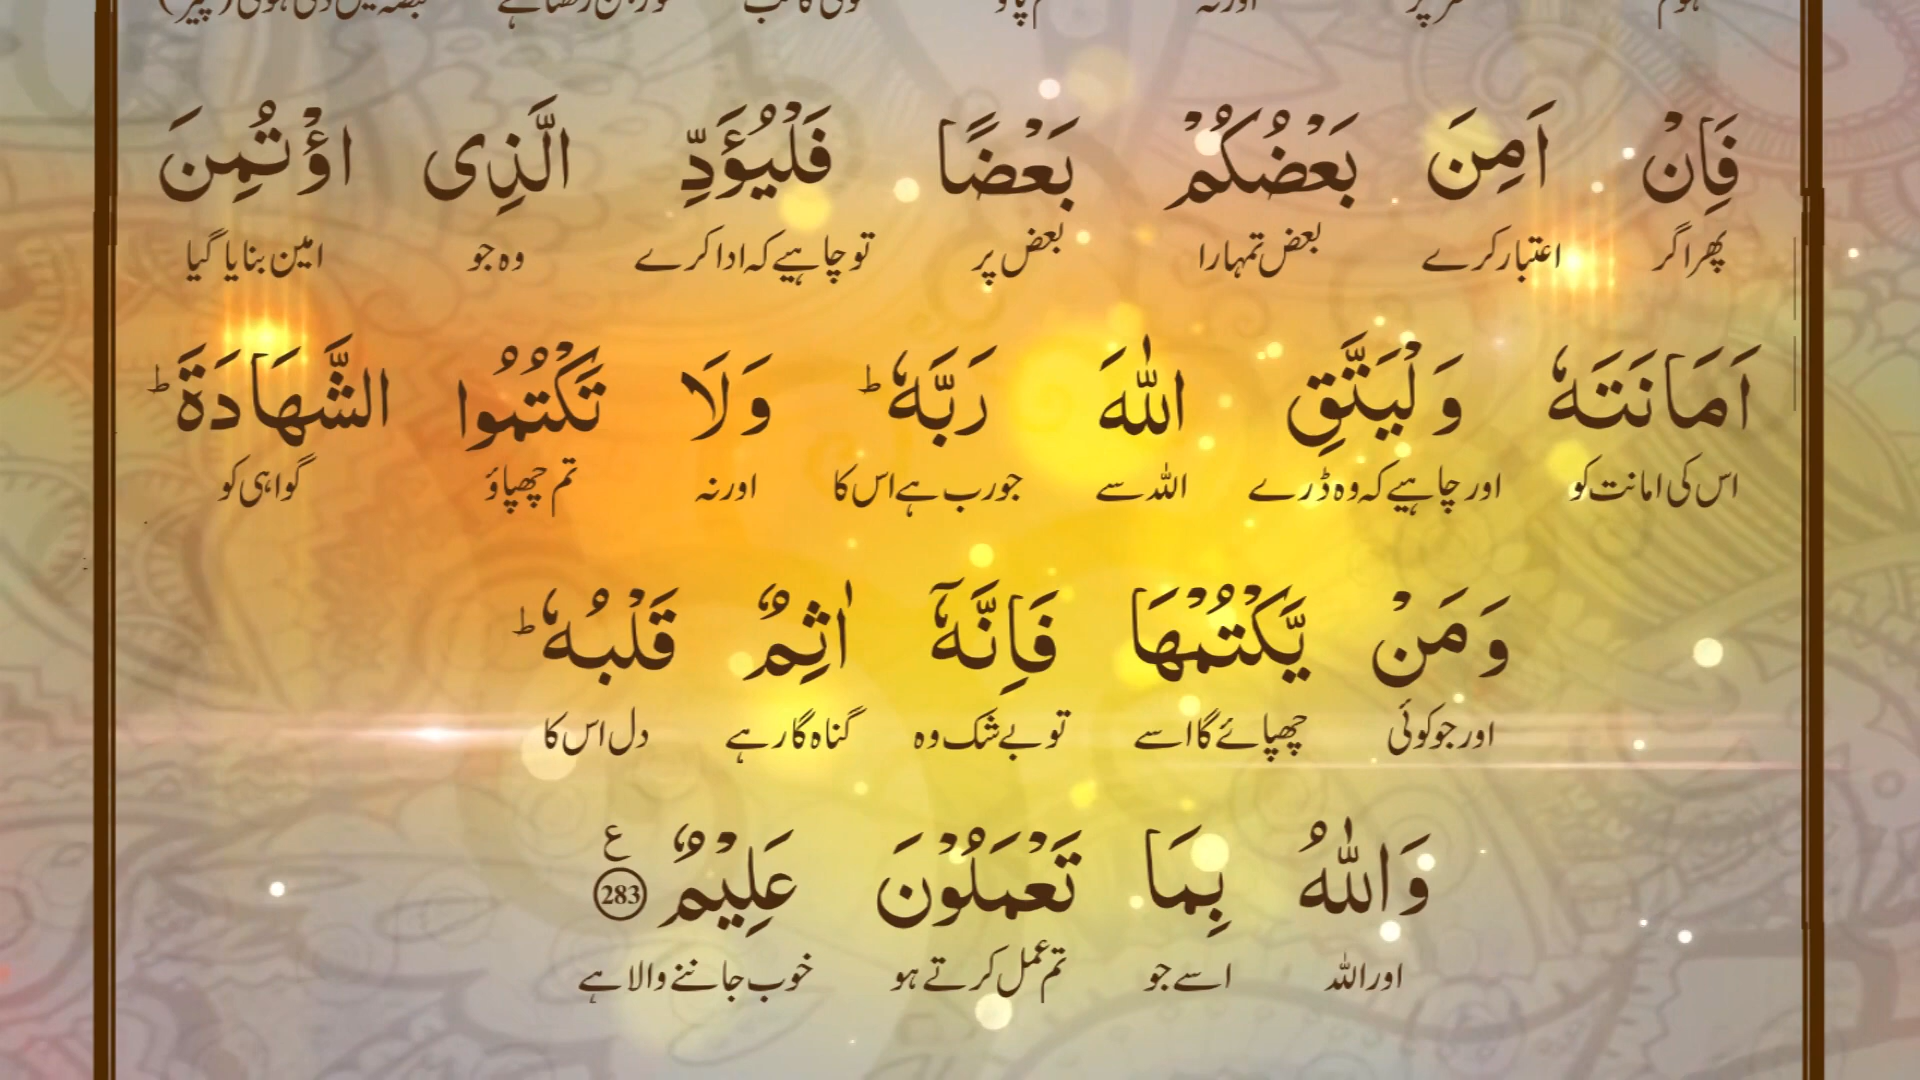 فَاِنْ اَمِنَ بَعْضُكُمْ بَعْضًا فَلْيُؤَدِّ الَّذِی اؤْتُمِنَ
پھر اگر اعتبار کرے بعض تمہارا بعض پر تو چاہیے کہ ادا کرے وہ جو امین بنایا گیا
اَمَانَتَهٗ وَلْيَتَّقِ اللّٰهَ رَبَّهٗ ؕ وَلَا تَكْتُمُوا الشَّهَادَةَ ؕ
اس کی امانت کو اور چاہیے کہ وہ ڈرے اللہ سے جو رب ہے اس کا اور نہ تم چھپاؤ گواہی کو
وَمَنْ يَّكْتُمْهَا فَاِنَّهٗۤ اٰثِمٌ قَلْبُهٗ ؕ
اور جو کوئی چھپائے گا اسے تو بے شک وہ گناہ گار ہے دل اس کا
وَاللّٰهُ بِمَا تَعْمَلُوْنَ عَلِيْمٌ 283 ع
اور اللہ اسے جو تم عمل کرتے ہو خوب جاننے والا ہے